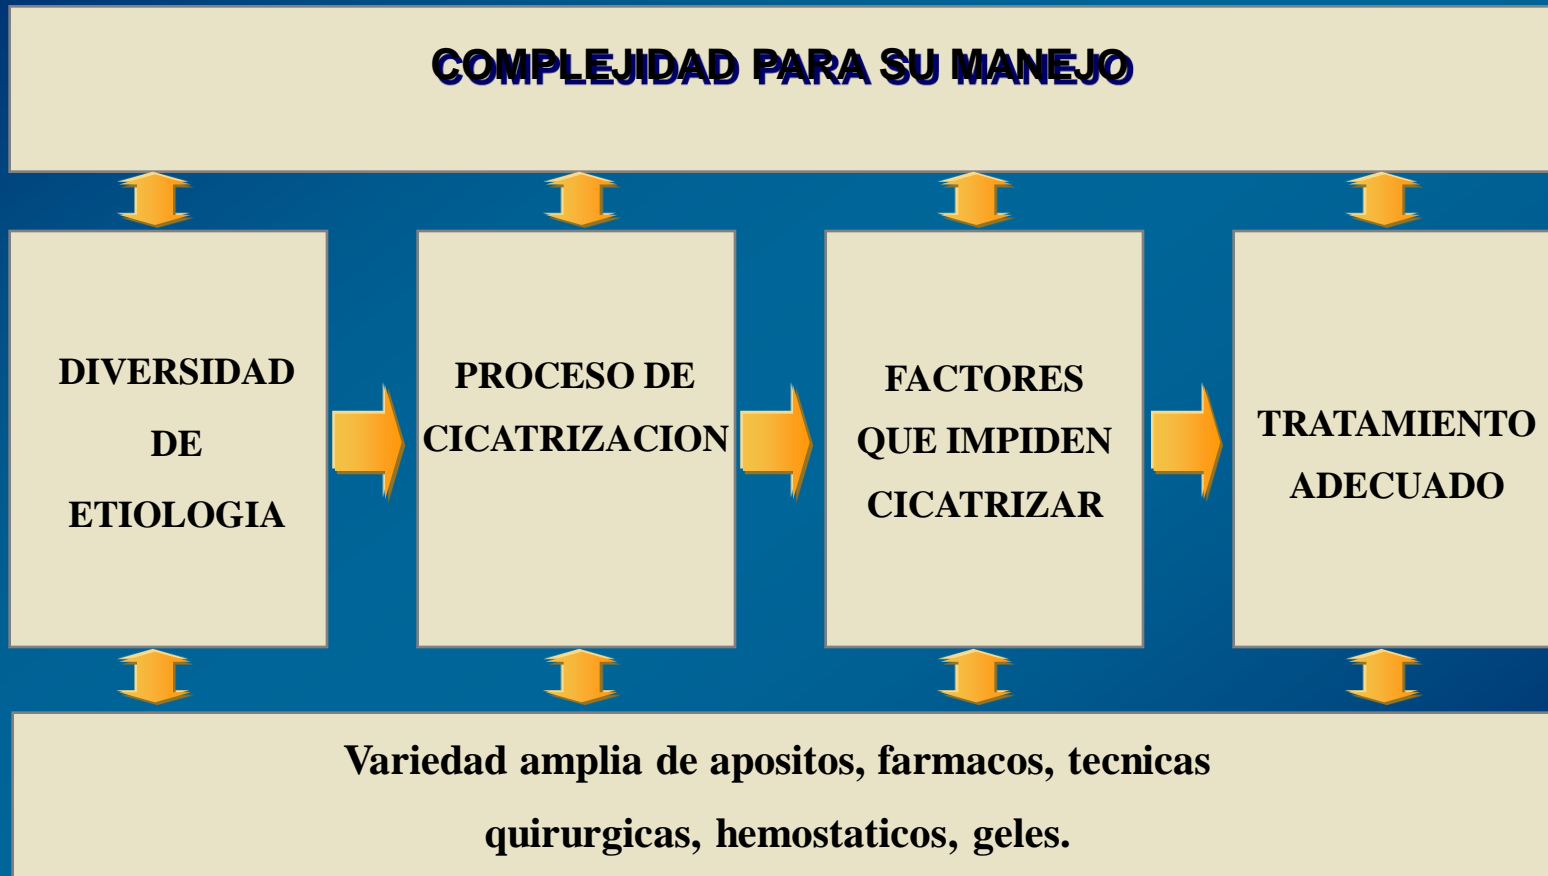 COMPLEJIDAD PARA SU MANEJO
DIVERSIDAD
DE
ETIOLOGIA
PROCESO DE
CICATRIZACION
FACTORES
QUE IMPIDEN
CICATRIZAR
TRATAMIENTO
ADECUADO
Variedad amplia de apositos, farmacos, tecnicas
quirurgicas, hemostaticos, geles.